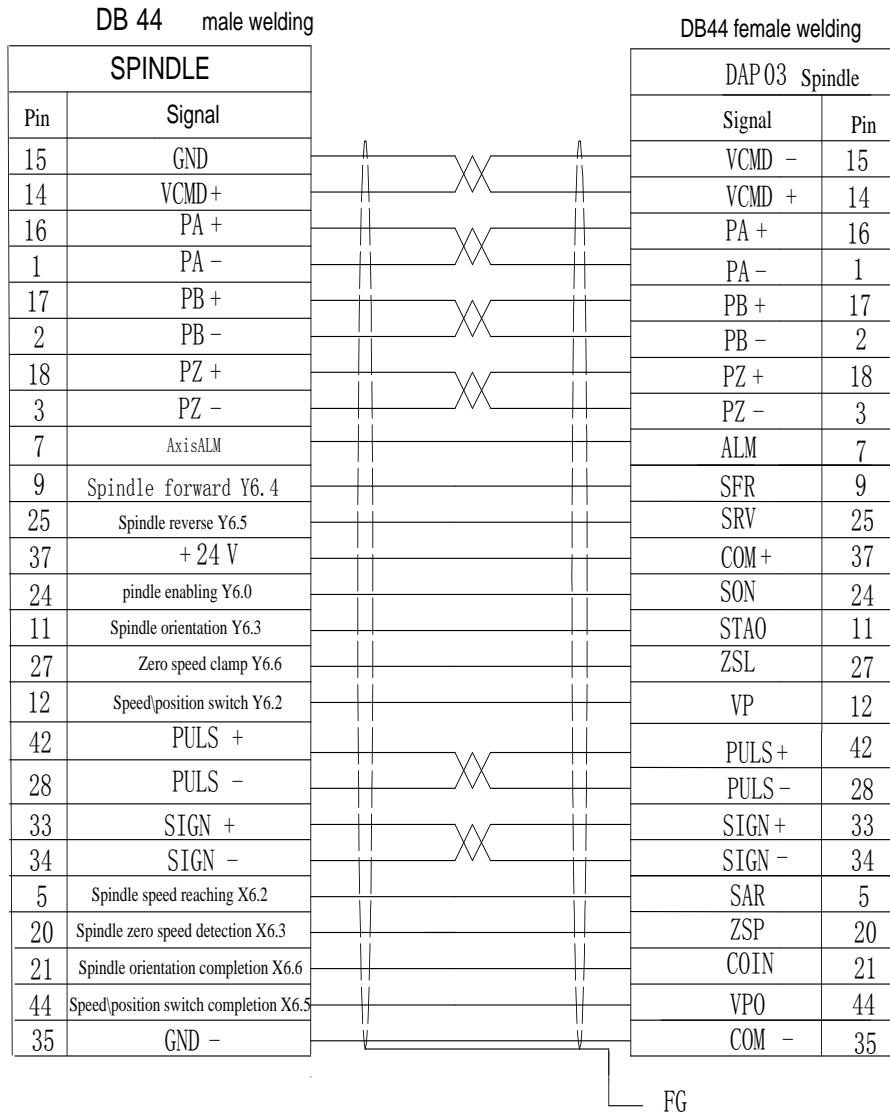 DB 44 male welding
DB44 female welding
SPINDLE
DAP03 Spindle
Pin Signal
Signal Pin
15 GND VCMD - 15
14 VCMD+ VCMD + 14
16 PA + PA + 16
1 PA - PA - 1
17 PB + PB + 17
2 PB - PB - 2
18 PZ + PZ + 18
3 PZ - PZ - 3
7 AxisALM ALM 7
9 Spindle forward Y6.4 SFR 9
25 Spindle reverse Y6.5 SRV 25
37 +24 V COM+ 37
24 pindle enabling Y6.0 SON 24
11 Spindle orientation Y6.3 STAO 11
27 Zero speed clamp Y6.6 ZSL 27
12 Speed\position switch Y6.2 VP 12
42 PULS + PULS+ 42
28 PULS - PULS- 28
33 SIGN + SIGN+ 33
34 SIGN - SIGN- 34
5 Spindle speed reaching X6.2 SAR 5
20 Spindle zero speed detection X6.3 ZSP 20
21 Spindle orientation completion X6.6 COIN 21
44 Speed\position switch completion X6.5 VPO 44
35 GND - COM - 35
FG